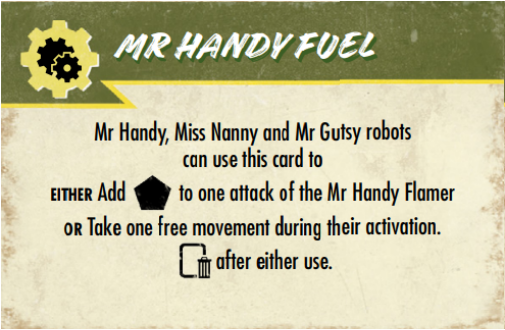 MR HANDY FUEL
Mr Handy, Miss Nanny and Mr Gutsy robots
can use this card to
EITHER Add to one attack of the Mr Handy Flamer
OR Take one free movement during their activation.
after either use.